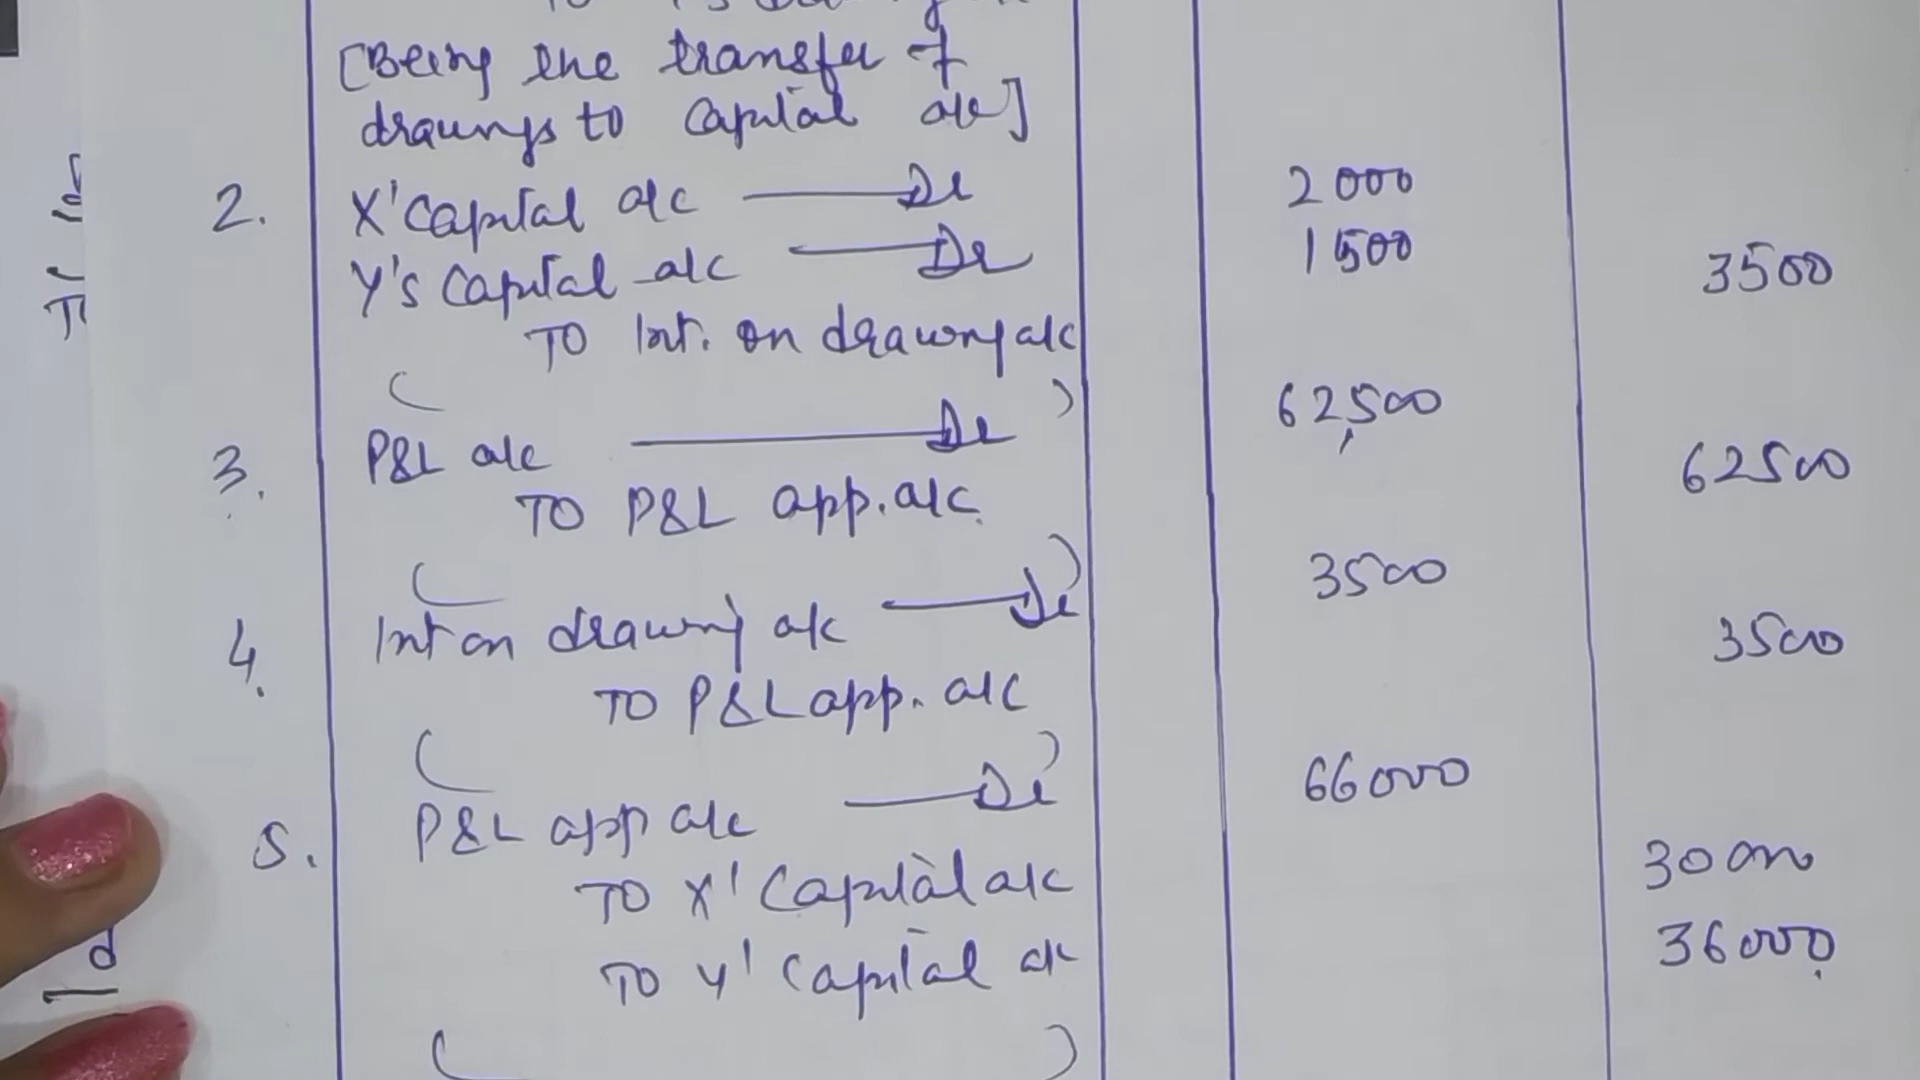 [Being the transfer of
drawings to Capital a/c]
2. X' Capital a/c Dr 2000
Y's Capital a/c Dr 1500
To Int. on drawing a/c 3500
( )
3. P&L a/c Dr 62,500
To P&L app. a/c. 62500
( )
4. Int on drawing a/c Dr 3500
To P&L app. a/c 3500
( )
5. P&L app a/c Dr 66000
To X' Capital a/c 30000
To Y' Capital a/c 36000
( )